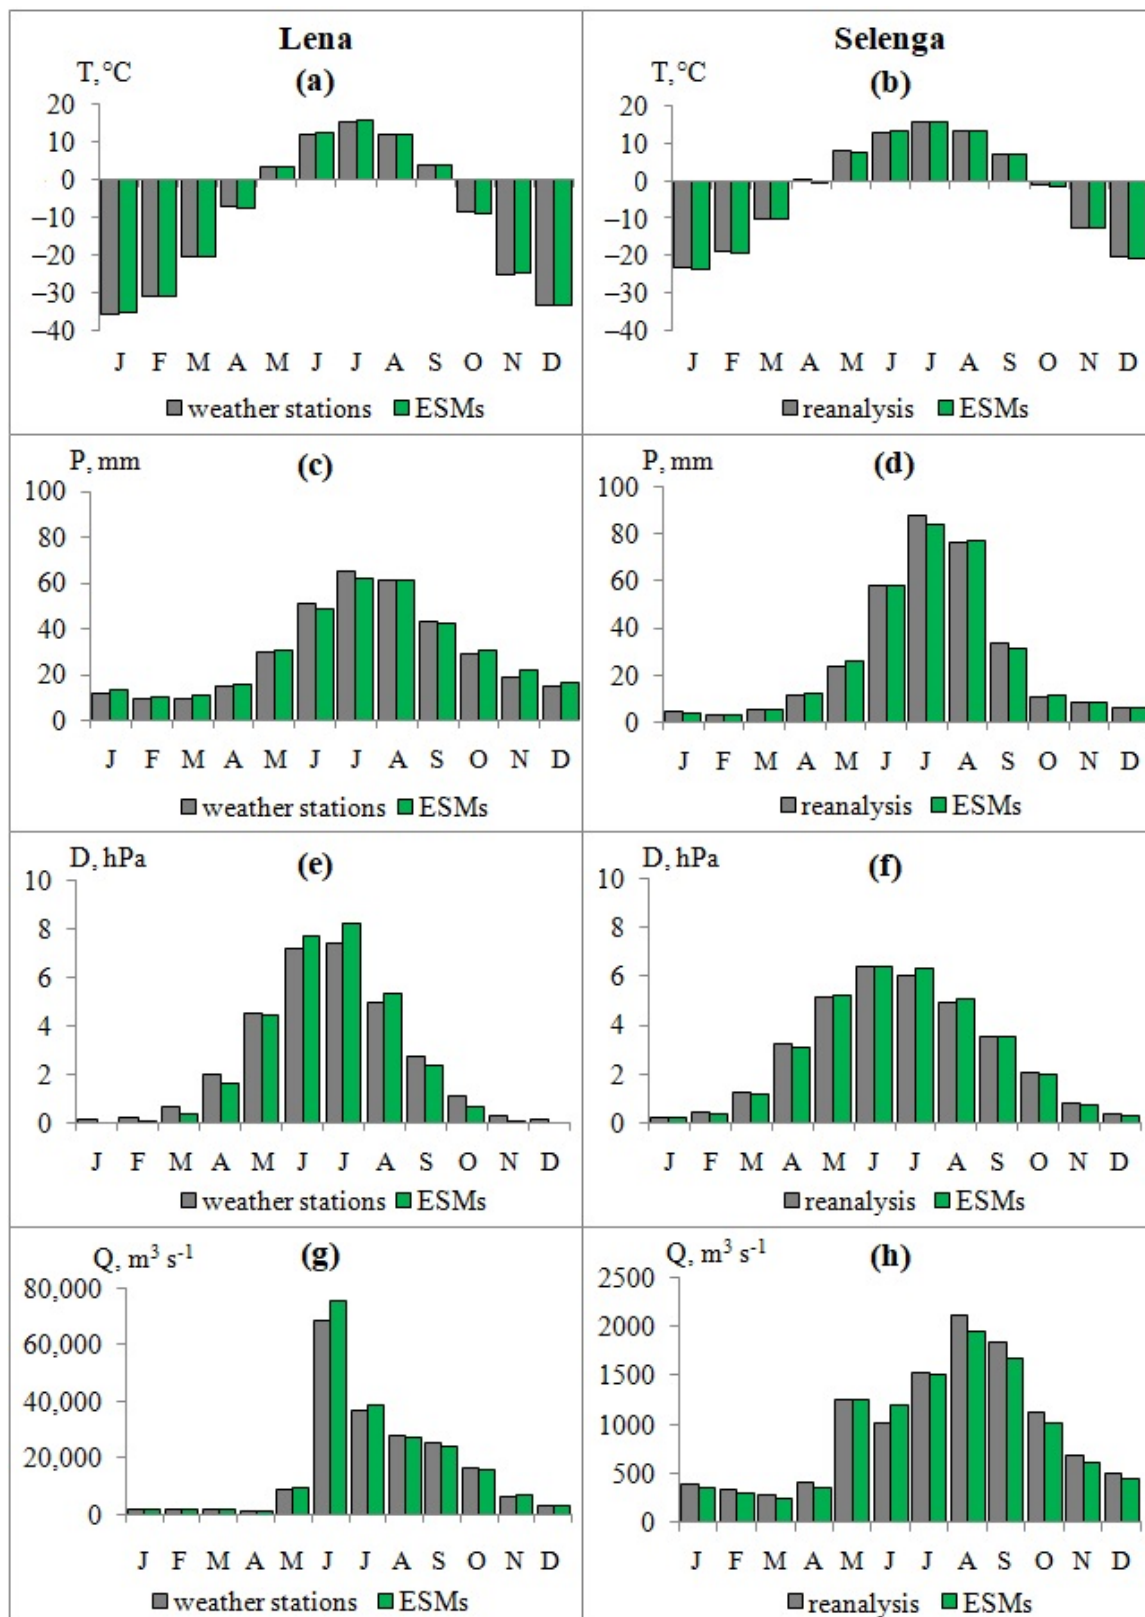 Lena
Selenga
T,°C
(a)
20
10
0
–10
–20
–30
–40
J F M A M J J A S O N D
weather stations ESMs
T,°C
(b)
20
10
0
–10
–20
–30
–40
J F M A M J J A S O N D
reanalysis ESMs
P, mm
(c)
100
80
60
40
20
0
J F M A M J J A S O N D
weather stations ESMs
P, mm
(d)
100
80
60
40
20
0
J F M A M J J A S O N D
reanalysis ESMs
D, hPa
(e)
10
8
6
4
2
0
J F M A M J J A S O N D
weather stations ESMs
D, hPa
(f)
10
8
6
4
2
0
J F M A M J J A S O N D
reanalysis ESMs
Q, m³ s⁻¹
(g)
80,000
60,000
40,000
20,000
0
J F M A M J J A S O N D
weather stations ESMs
Q, m³ s⁻¹
(h)
2500
2000
1500
1000
500
0
J F M A M J J A S O N D
reanalysis ESMs